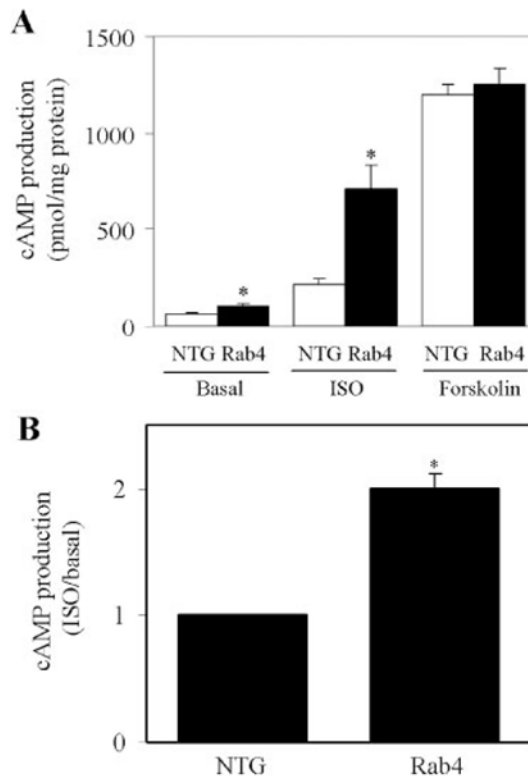 A
cAMP production
(pmol/mg protein)
1500
1000
500
0
*
*
NTG Rab4 NTG Rab4 NTG Rab4
Basal ISO Forskolin
B
cAMP production
(ISO/basal)
2
1
0
*
NTG Rab4